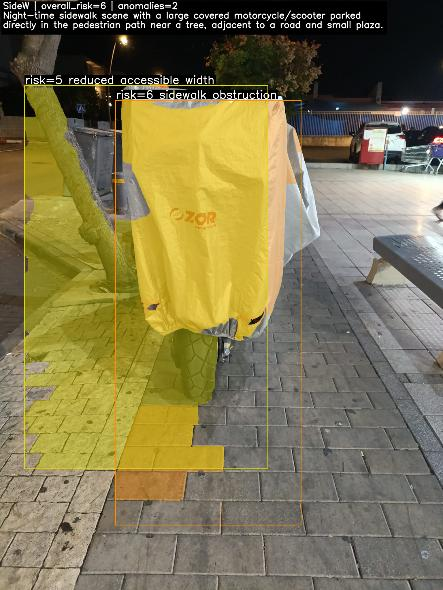 SideW | overall_risk=6 | anomalies=2
Night-time sidewalk scene with a large covered motorcycle/scooter parked
directly in the pedestrian path near a tree, adjacent to a road and small plaza.
risk=5 reduced accessible width
risk=6 sidewalk obstruction
OZOR